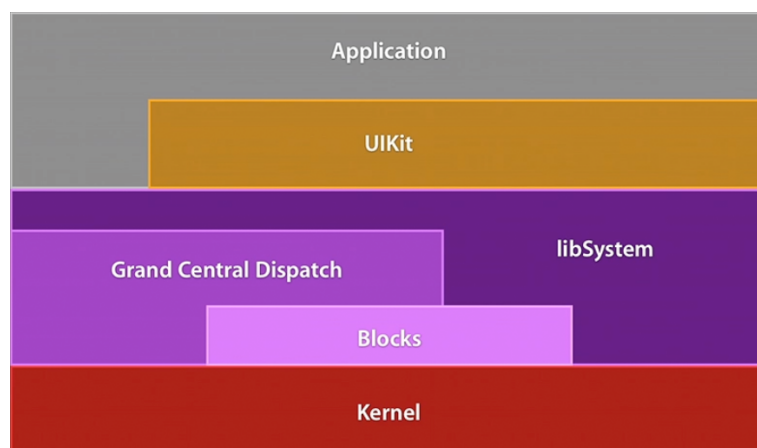 Application
UIKit
libSystem
Grand Central Dispatch
Blocks
Kernel